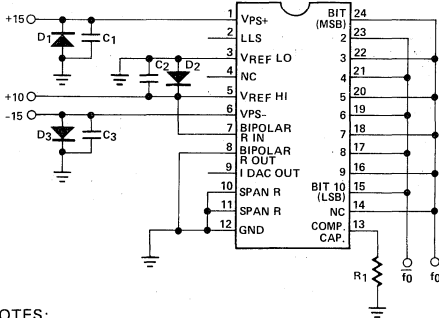 +15
D1
C1
1 VPS+
2 LLS
3 VREF LO
4 NC
5 VREF HI
6 VPS-
7 BIPOLAR R IN
8 BIPOLAR R OUT
9 I DAC OUT
10 SPAN R
11 SPAN R
12 GND
C2
D2
+10
-15
D3
C3
BIT 24
(MSB)
2 23
3 22
4 21
5 20
6 19
7 18
8 17
9 16
BIT 10 15
(LSB)
NC 14
COMP. 13
CAP.
R1
f0
f0
NOTES: